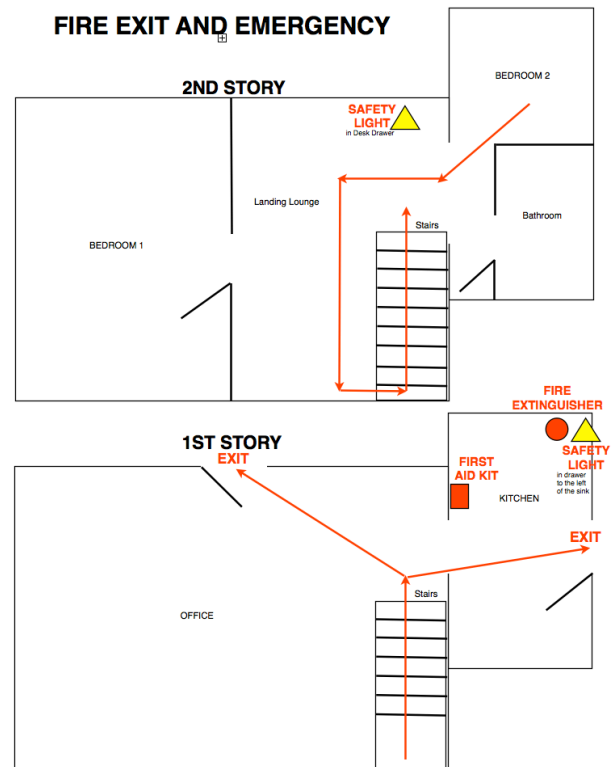 FIRE EXIT AND EMERGENCY
2ND STORY
BEDROOM 2
SAFETY
LIGHT
in Desk Drawer
Landing Lounge
Bathroom
Stairs
BEDROOM 1
FIRE
EXTINGUISHER
1ST STORY
EXIT
SAFETY
LIGHT
in drawer
to the left
of the sink
FIRST
AID KIT
KITCHEN
EXIT
Stairs
OFFICE